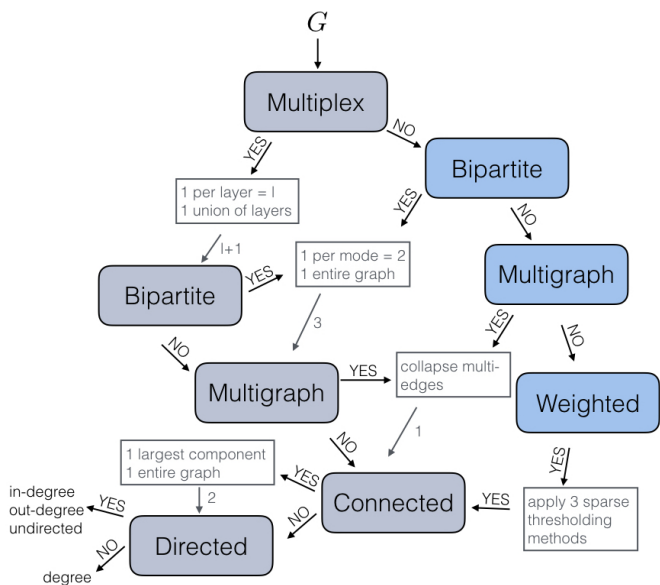 G
Multiplex
NO
YES
Bipartite
1 per layer = l
1 union of layers
YES
NO
l+1
1 per mode = 2
1 entire graph
Bipartite
YES
Multigraph
3
YES
NO
NO
Multigraph
YES
collapse multi-
edges
Weighted
1
NO
YES
1 largest component
1 entire graph
YES
Connected
YES
apply 3 sparse
thresholding
methods
in-degree
out-degree
undirected
YES
2
NO
Directed
NO
degree